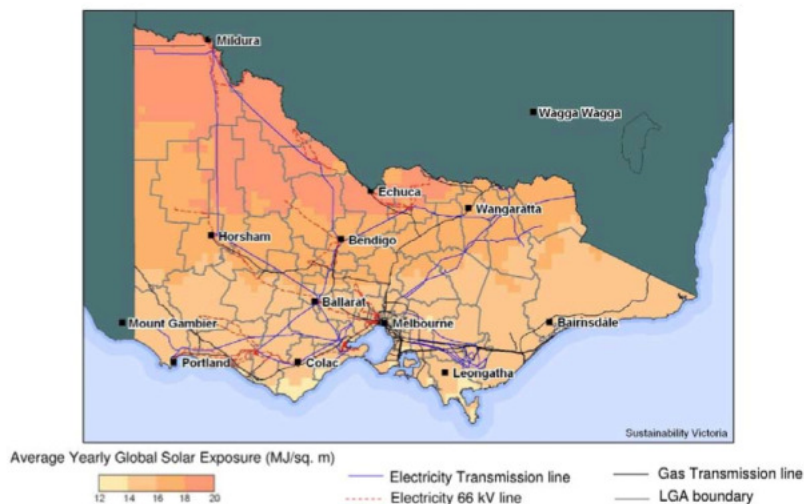 Mildura
Wagga Wagga
Echuca
Wangaratta
Horsham
Bendigo
Ballarat
Mount Gambier
Melbourne
Bairnsdale
Portland
Colac
Leongatha
Sustainability Victoria
Average Yearly Global Solar Exposure (MJ/sq. m)
12 14 16 18 20
Electricity Transmission line
Gas Transmission line
Electricity 66 kV line
LGA boundary